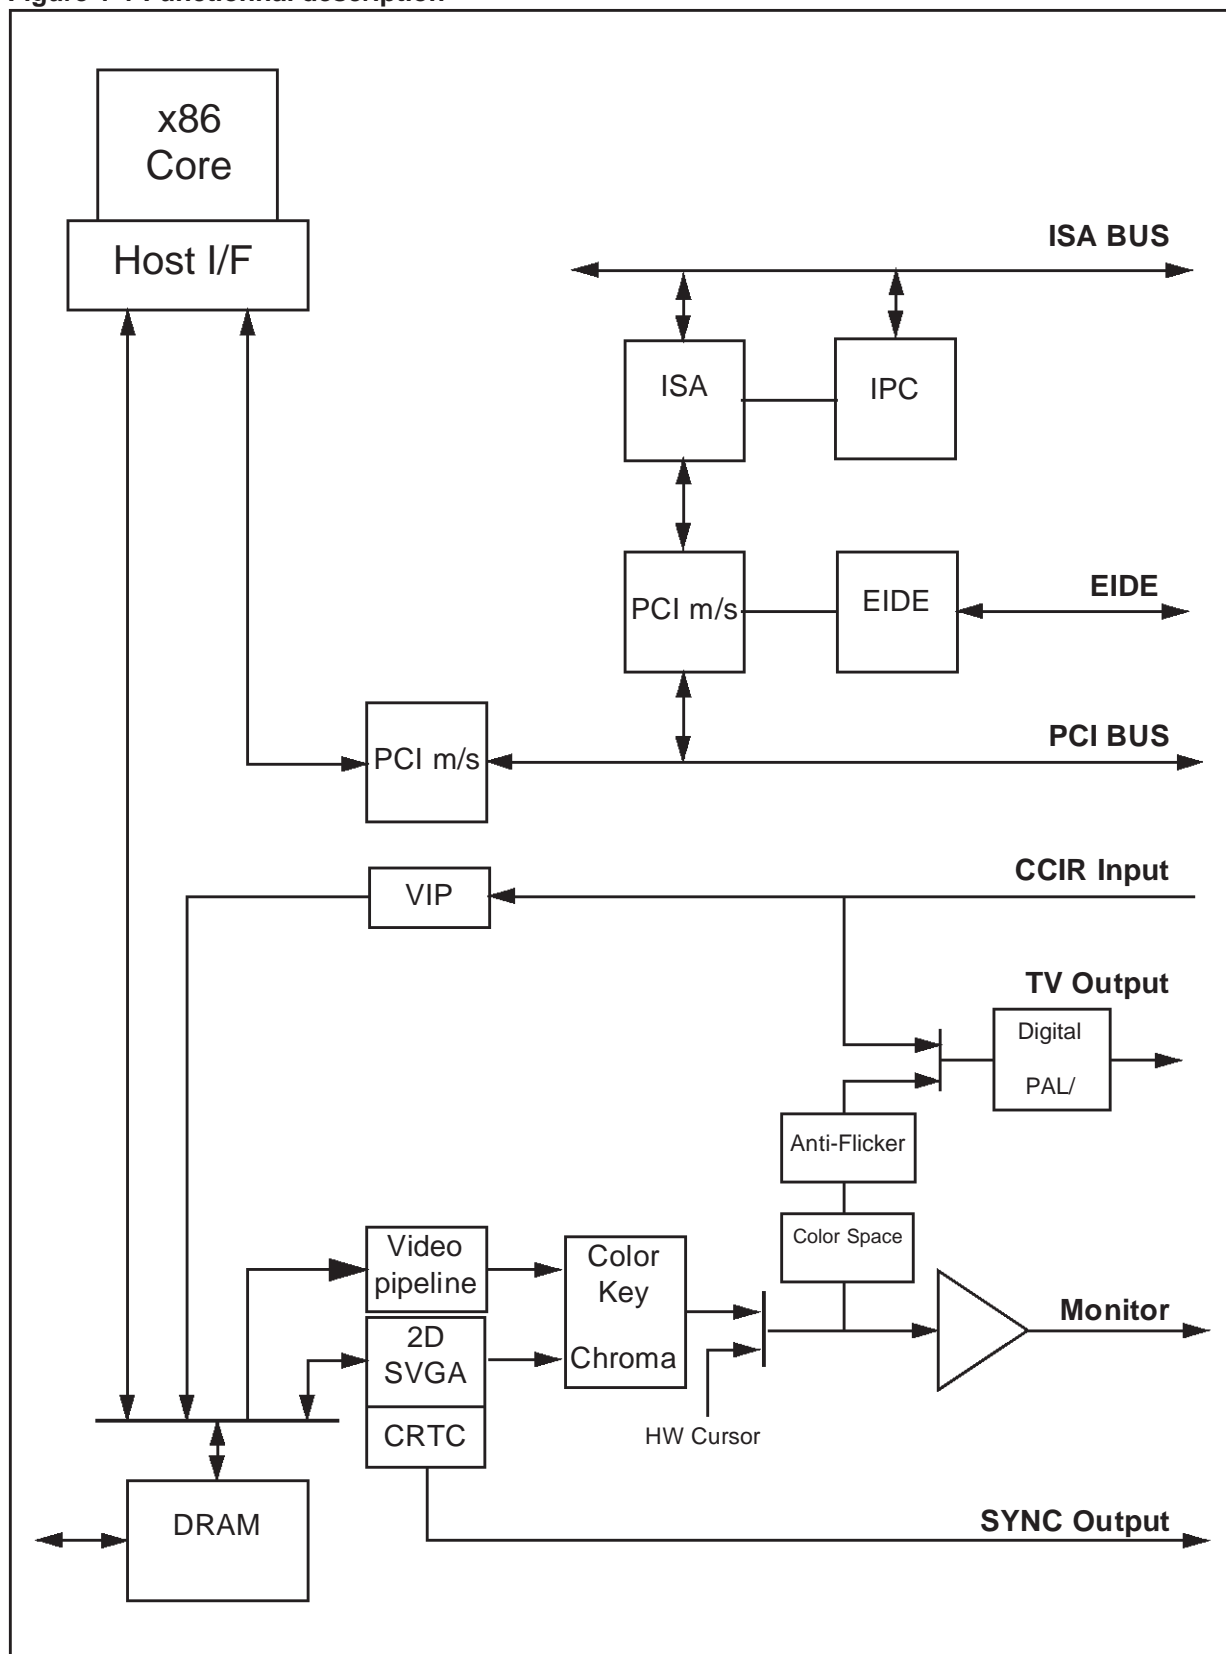 x86
Core
Host I/F
ISA BUS
ISA
IPC
PCI m/s
EIDE
EIDE
PCI m/s
PCI BUS
VIP
CCIR Input
TV Output
Digital
PAL/
Anti-Flicker
Color Space
Video
pipeline
Color
Key
Chroma
2D
SVGA
CRTC
HW Cursor
Monitor
DRAM
SYNC Output